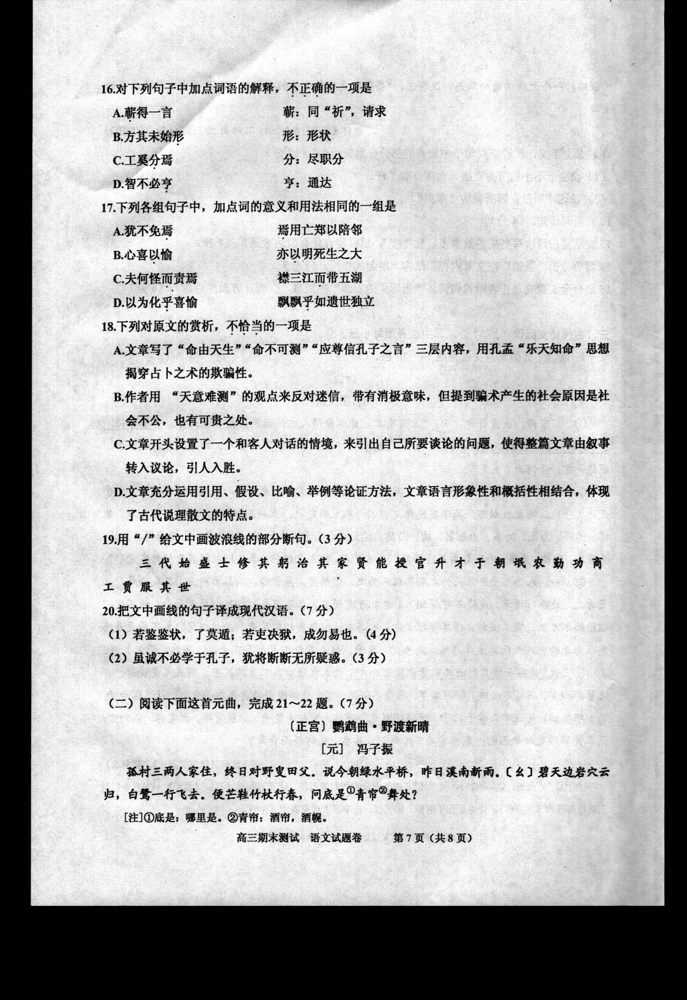 16.对下列句子中加点词语的解释，不正确的一项是
A.蕲得一言 蕲：同“祈”，请求
B.方其未始形 形：形状
C.工奚分焉 分：尽职分
D.智不必亨 亨：通达
17.下列各组句子中，加点词的意义和用法相同的一组是
A.犹不免焉 焉用亡郑以陪邻
B.心喜以愉 亦以明死生之大
C.夫何怪而责焉 襟三江而带五湖
D.以为化乎喜愉 飘飘乎如遗世独立
18.下列对原文的赏析，不恰当的一项是
A.文章写了“命由天生”“命不可测”“应尊信孔子之言”三层内容，用孔孟“乐天知命”思想
揭穿占卜之术的欺骗性。
B.作者用 “天意难测”的观点来反对迷信，带有消极意味，但提到骗术产生的社会原因是社
会不公，也有可贵之处。
C.文章开头设置了一个和客人对话的情境，来引出自己所要谈论的问题，使得整篇文章由叙事
转入议论，引人入胜。
D.文章充分运用引用、假设、比喻、举例等论证方法，文章语言形象性和概括性相结合，体现
了古代说理散文的特点。
19.用“/”给文中画波浪线的部分断句。（3 分）
三 代 始 盛 士 修 其 躬 治 其 家 贤 能 授 官 升 才 于 朝 氓 农 勤 功 商
工 贾 服 其 世
20.把文中画线的句子译成现代汉语。（7 分）
（1）若鉴鉴状，了莫遁；若吏决狱，成勿易也。（4 分）
（2）虽诚不必学于孔子，犹将断断无所疑惑。（3 分）
（二）阅读下面这首元曲，完成 21～22 题。（7 分）
〔正宫〕鹦鹉曲·野渡新晴
［元］ 冯子振
孤村三两人家住，终日对野叟田父。说今朝绿水平桥，昨日溪南新雨。〔幺〕碧天边岩穴云
归，白鹭一行飞去。便芒鞋竹杖行春，问底是①青帘②舞处？
[注]①底是：哪里是。②青帘：酒帘，酒幌。
高三期末测试 语文试题卷 第 7 页（共 8 页）